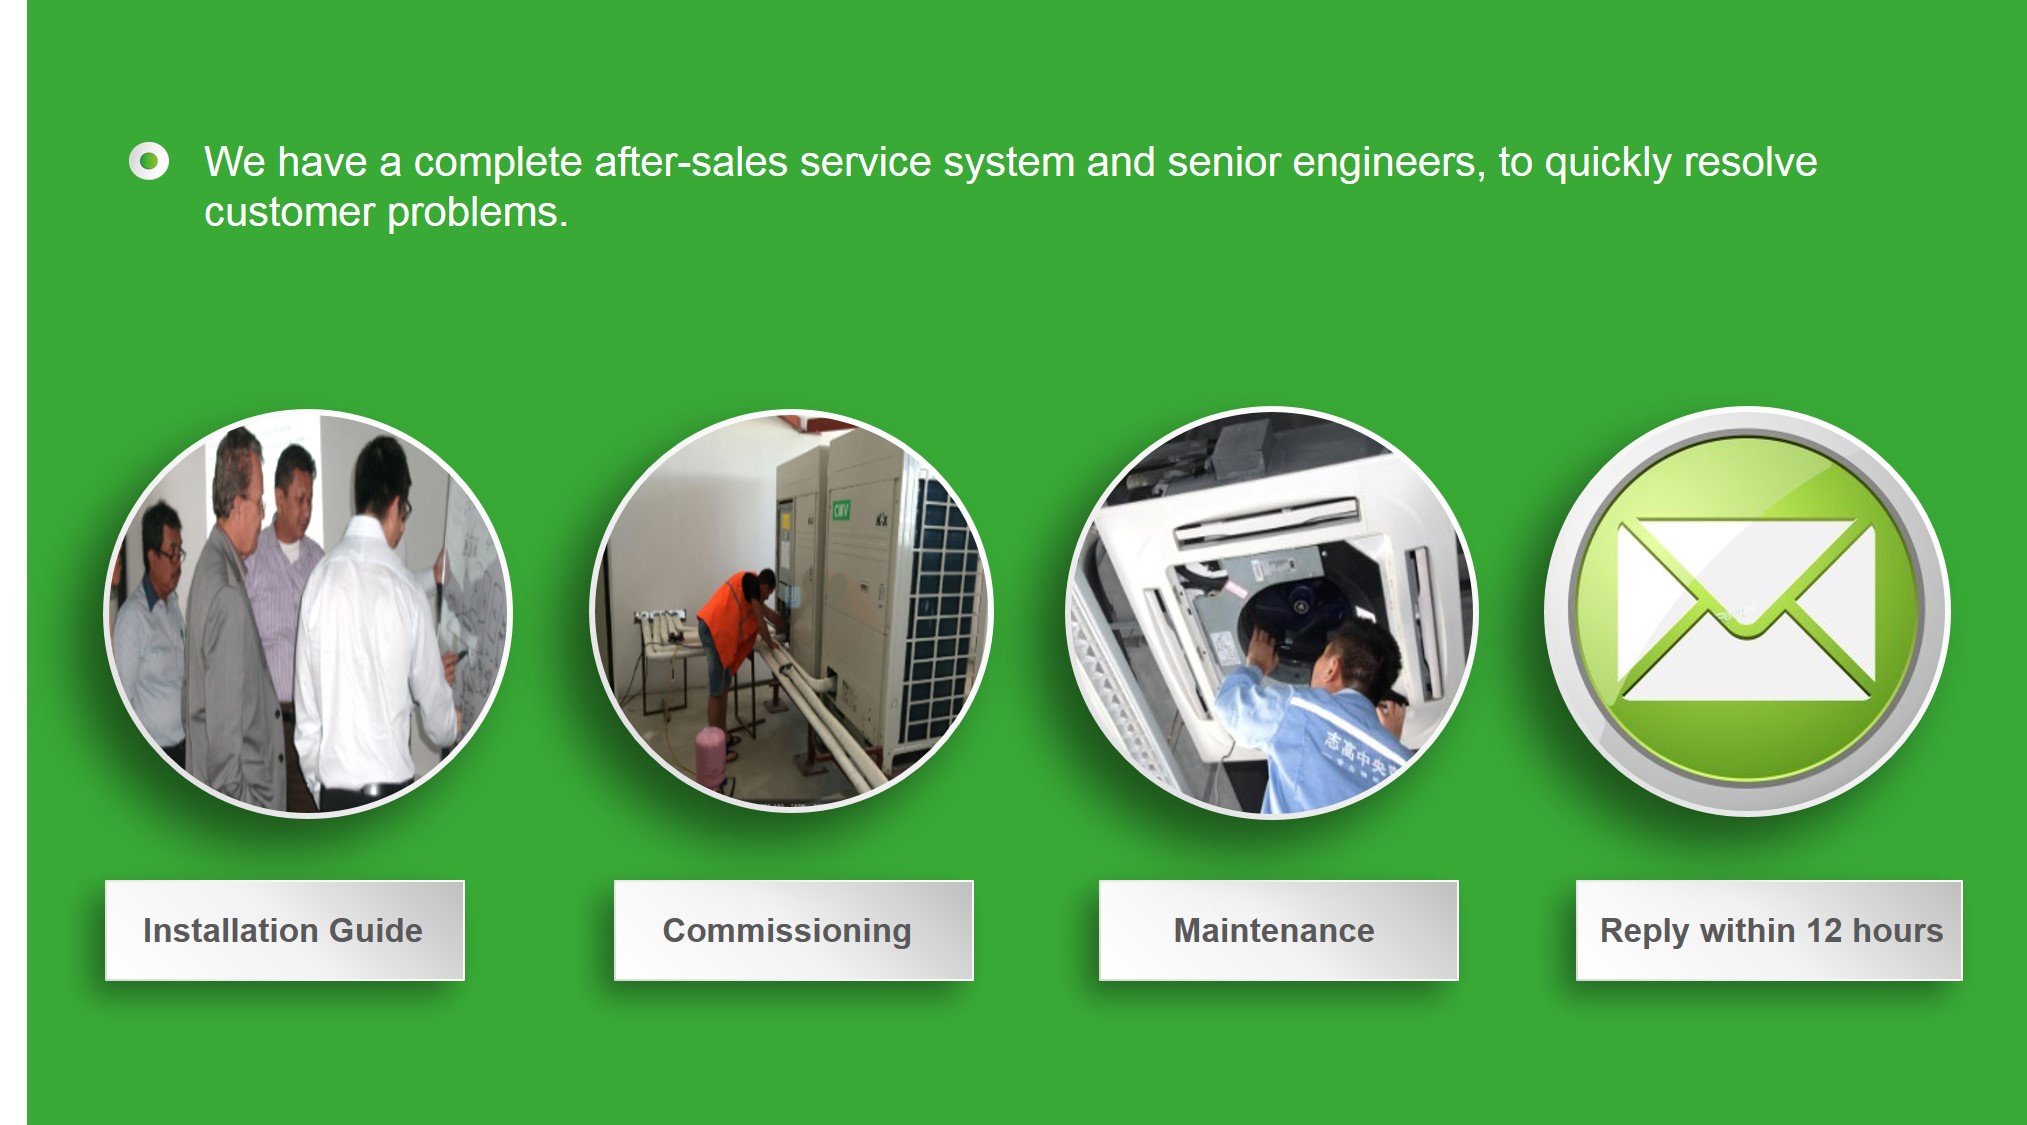 We have a complete after-sales service system and senior engineers, to quickly resolve
customer problems.
CMV
K·X
志高中央空
Installation Guide
Commissioning
Maintenance
Reply within 12 hours